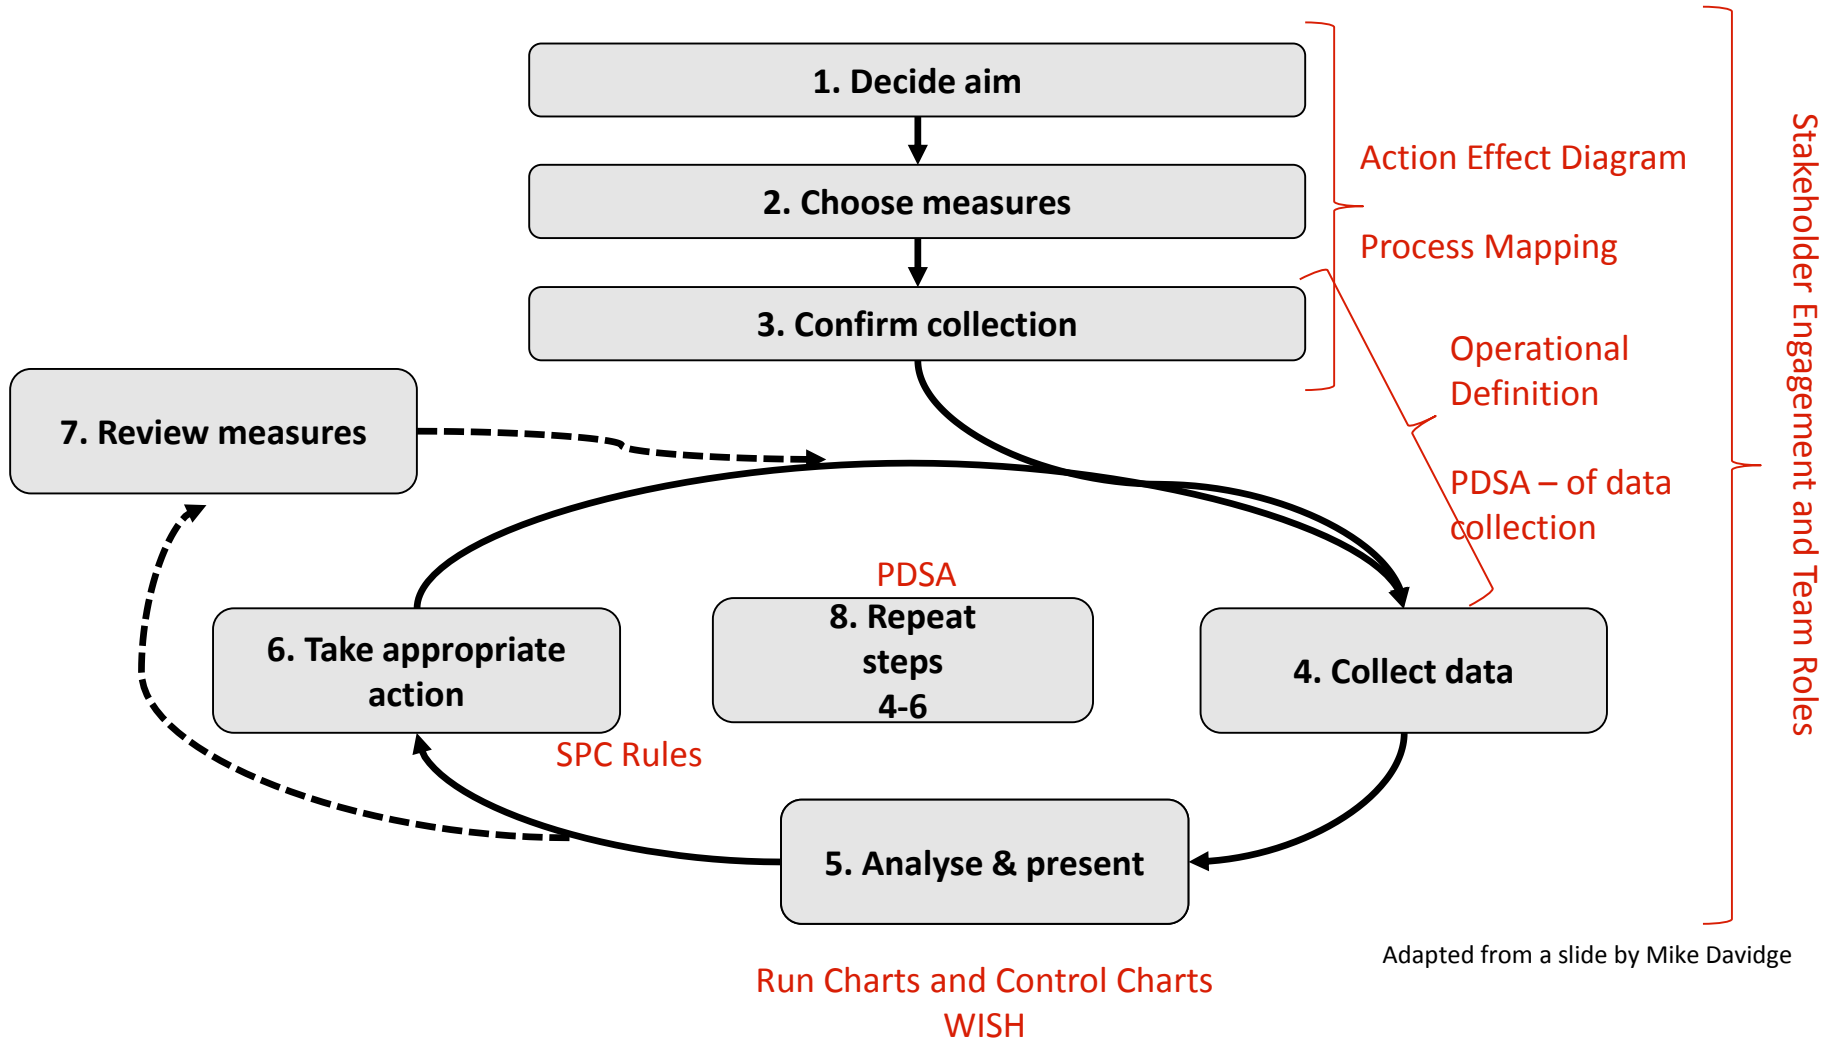 1. Decide aim
2. Choose measures
3. Confirm collection
Action Effect Diagram
Process Mapping
Operational
Definition
PDSA – of data
collection
Stakeholder Engagement and Team Roles
7. Review measures
PDSA
8. Repeat
steps
4-6
6. Take appropriate
action
4. Collect data
SPC Rules
5. Analyse & present
Adapted from a slide by Mike Davidge
Run Charts and Control Charts
WISH